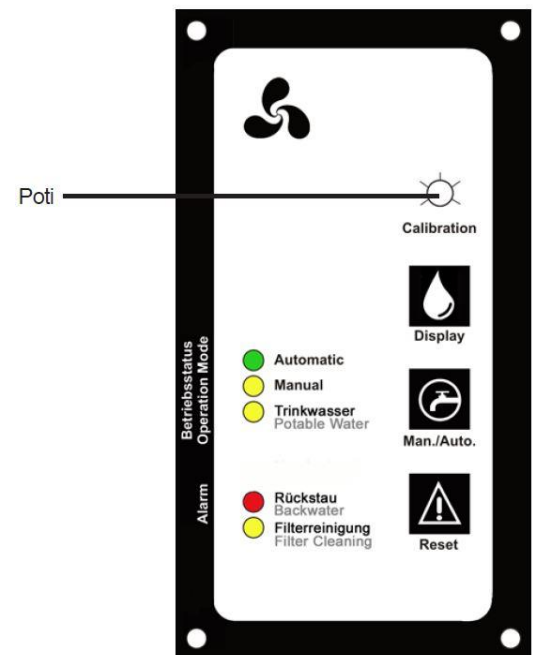 Poti
Calibration
Display
Betriebsstatus
Operation Mode
Automatic
Manual
Trinkwasser
Potable Water
Man./Auto.
Alarm
Rückstau
Backwater
Filterreinigung
Filter Cleaning
Reset